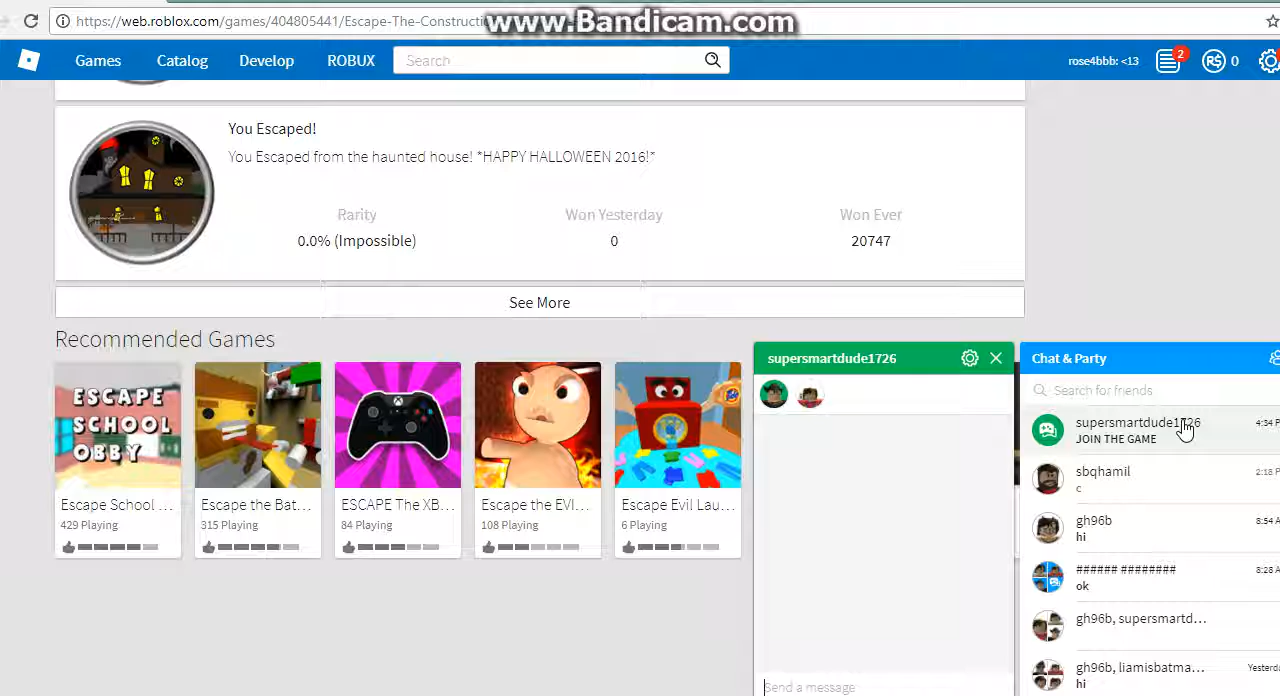 https://web.roblox.com/games/404805441/Escape-The-Constructi
www.Bandicam.com
Games
Catalog
Develop
ROBUX
Search
rose4bbb: <13
2
R$ 0
You Escaped!
You Escaped from the haunted house! *HAPPY HALLOWEEN 2016!*
Rarity
Won Yesterday
Won Ever
0.0% (Impossible)
0
20747
See More
Recommended Games
ESCAPE
SCHOOL
OBBY
Escape School ...
429 Playing
Escape the Bat...
315 Playing
ESCAPE The XB...
84 Playing
Escape the EVI...
108 Playing
Escape Evil Lau...
6 Playing
supersmartdude1726
Send a message
Chat & Party
Search for friends
supersmartdude1726
4:34 P
JOIN THE GAME
sbqhamil
2:18 P
c
gh96b
8:54 A
hi
###### ########
8:28 A
ok
gh96b, supersmartd...
gh96b, liamisbatma...
Yesterd
hi